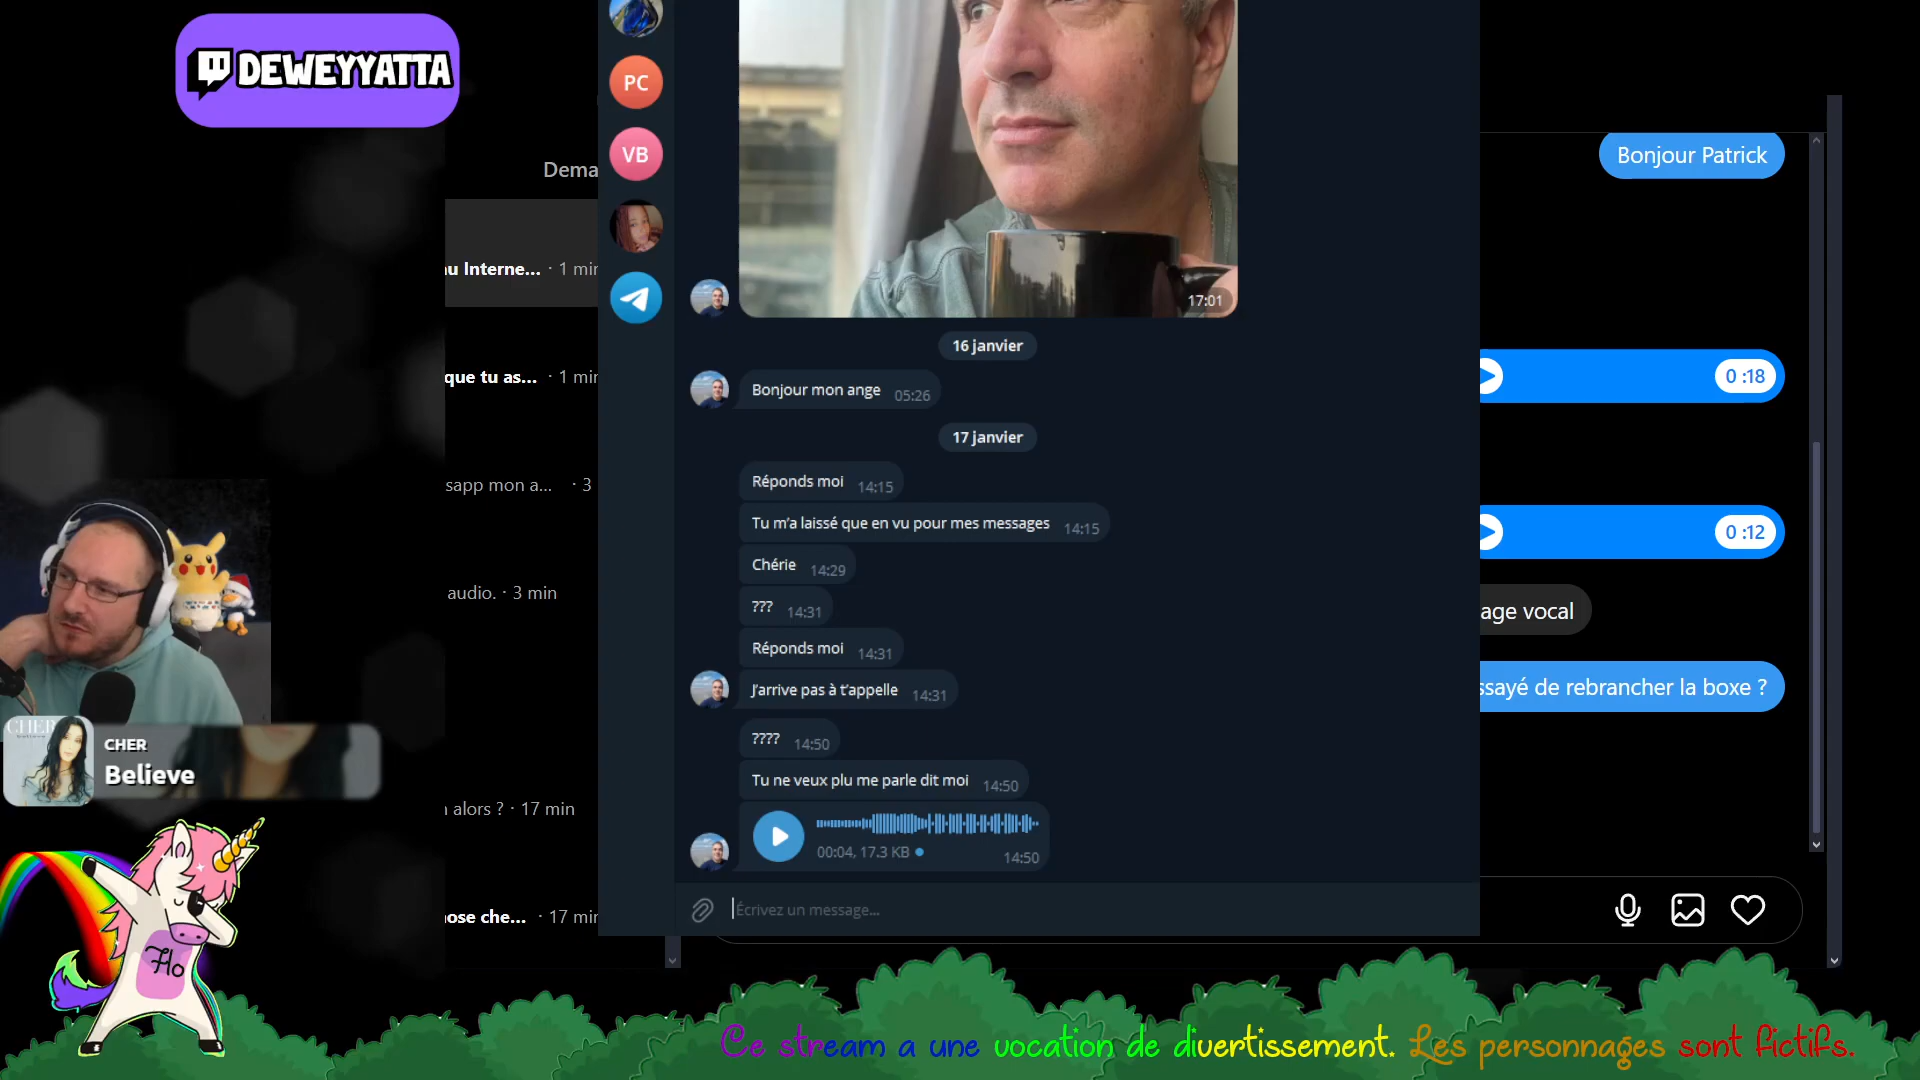 DEWEYYATTA
Dema
PC
VB
Bonjour Patrick
u Interne... · 1 min
17:01
16 janvier
Bonjour mon ange 05:26
que tu as... · 1 min
0 :18
17 janvier
Réponds moi 14:15
sapp mon a... · 3
Tu m'a laissé que en vu pour mes messages 14:15
0 :12
Chérie 14:29
audio. · 3 min
??? 14:31
age vocal
Réponds moi 14:31
J'arrive pas à t'appelle 14:31
ssayé de rebrancher la boxe ?
???? 14:50
CHER
Believe
Tu ne veux plu me parle dit moi 14:50
alors ? · 17 min
00:04, 17.3 KB 14:50
Écrivez un message...
ose che... · 17 min
Flo
Ce stream a une vocation de divertissement. Les personnages sont fictifs.